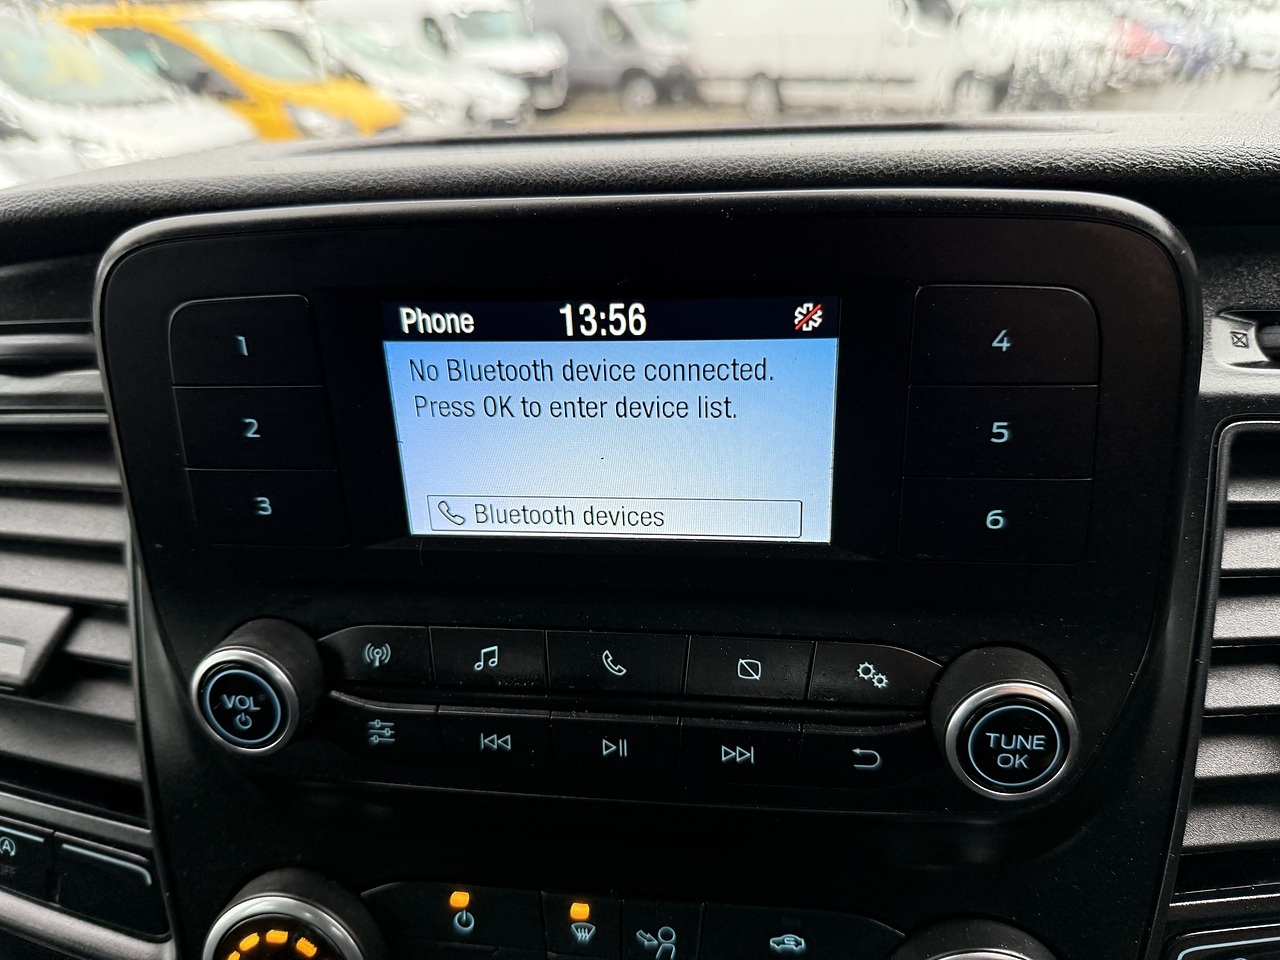 Phone 13:56
No Bluetooth device connected.
Press OK to enter device list.
Bluetooth devices
1
2
3
4
5
6
VOL
TUNE
OK
A